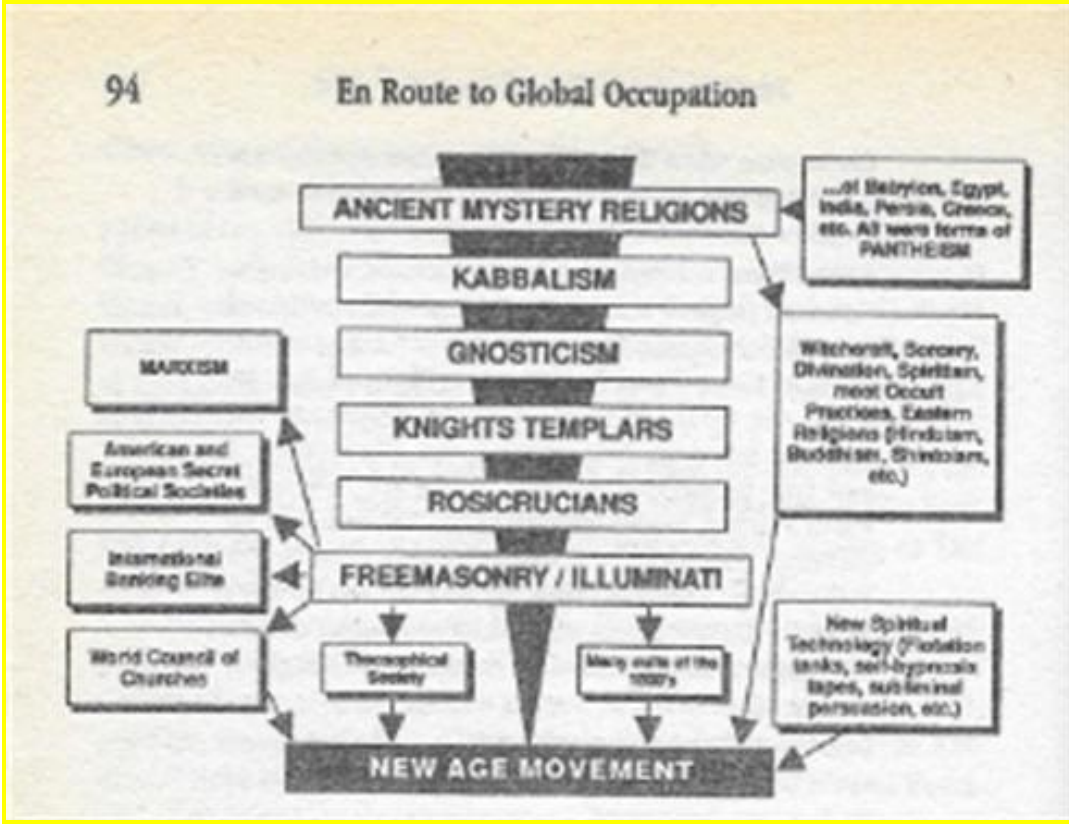 94 En Route to Global Occupation
ANCIENT MYSTERY RELIGIONS
...of Babylon, Egypt,
India, Persia, Greece,
etc. All were forms of
PANTHEISM
KABBALISM
GNOSTICISM
KNIGHTS TEMPLARS
ROSICRUCIANS
FREEMASONRY / ILLUMINATI
MARXISM
American and
European Secret
Political Societies
International
Banking Elite
World Council of
Churches
Witchcraft, Sorcery,
Divination, Spiritism,
most Occult
Practices, Eastern
Religions (Hinduism,
Buddhism, Shintoism,
etc.)
Theosophical
Society
Many cults of the
1800's
New Spiritual
Technology (Flotation
tanks, self-hypnosis
tapes, subliminal
persuasion, etc.)
NEW AGE MOVEMENT